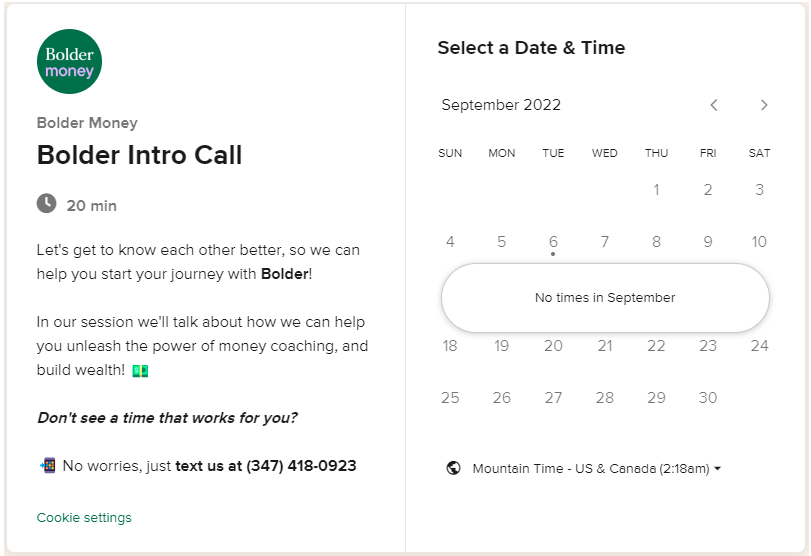 Bolder
money
Bolder Money
Bolder Intro Call
20 min
Let's get to know each other better, so we can
help you start your journey with Bolder!
In our session we'll talk about how we can help
you unleash the power of money coaching, and
build wealth!
Don't see a time that works for you?
No worries, just text us at (347) 418-0923
Cookie settings
Select a Date & Time
September 2022
SUN MON TUE WED THU FRI SAT
1 2 3
4 5 6 7 8 9 10
No times in September
18 19 20 21 22 23 24
25 26 27 28 29 30
Mountain Time - US & Canada (2:18am)